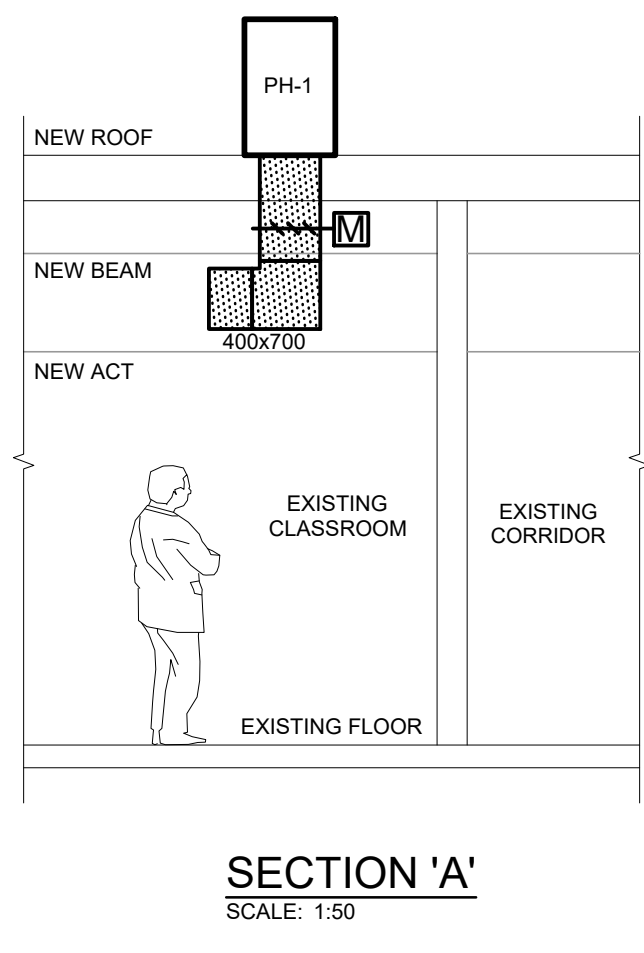 PH-1
NEW ROOF
M
NEW BEAM
400x700
NEW ACT
EXISTING
CLASSROOM
EXISTING
CORRIDOR
EXISTING FLOOR
SECTION 'A'
SCALE: 1:50